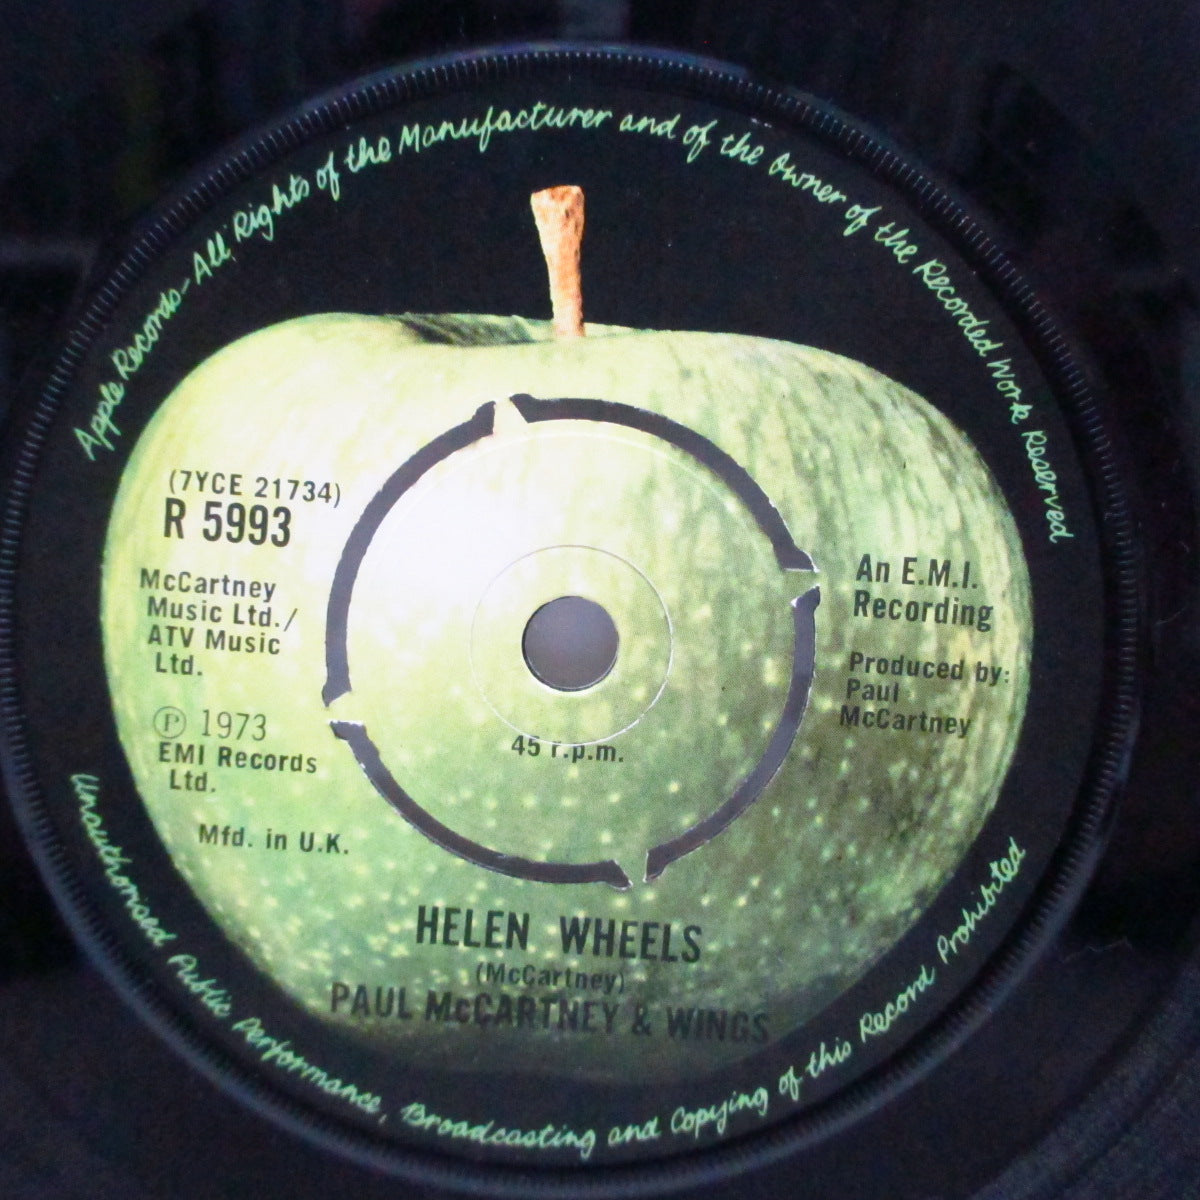 Apple Records-All Rights of the Manufacturer and of the Owner of the Recorded Work Reserved
(7YCE 21734)
R 5993
McCartney
Music Ltd./
ATV Music
Ltd.
Ⓟ 1973
EMI Records
Ltd.
Mfd. in U.K.
An E.M.I.
Recording
Produced by:
Paul
McCartney
45 r.p.m.
HELEN WHEELS
(McCartney)
PAUL McCARTNEY & WINGS
Unauthorised Public Performance, Broadcasting and Copying of this Record Prohibited